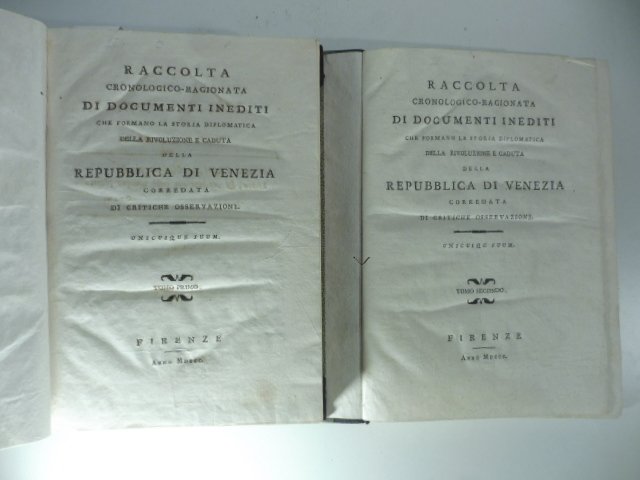 RACCOLTA
CRONOLOGICO-RAGIONATA
DI DOCUMENTI INEDITI
CHE FORMANO LA STORIA DIPLOMATICA
DELLA RIVOLUZIONE E CADUTA
DELLA
REPUBBLICA DI VENEZIA
CORREDATA
DI CRITICHE OSSERVAZIONI.
UNICUIQUE SUUM.
TOMO PRIMO.
FIRENZE
ANNO MDCCC.
RACCOLTA
CRONOLOGICO-RAGIONATA
DI DOCUMENTI INEDITI
CHE FORMANO LA STORIA DIPLOMATICA
DELLA RIVOLUZIONE E CADUTA
DELLA
REPUBBLICA DI VENEZIA
CORREDATA
DI CRITICHE OSSERVAZIONI.
UNICUIQUE SUUM.
TOMO SECONDO.
FIRENZE
ANNO MDCCC.